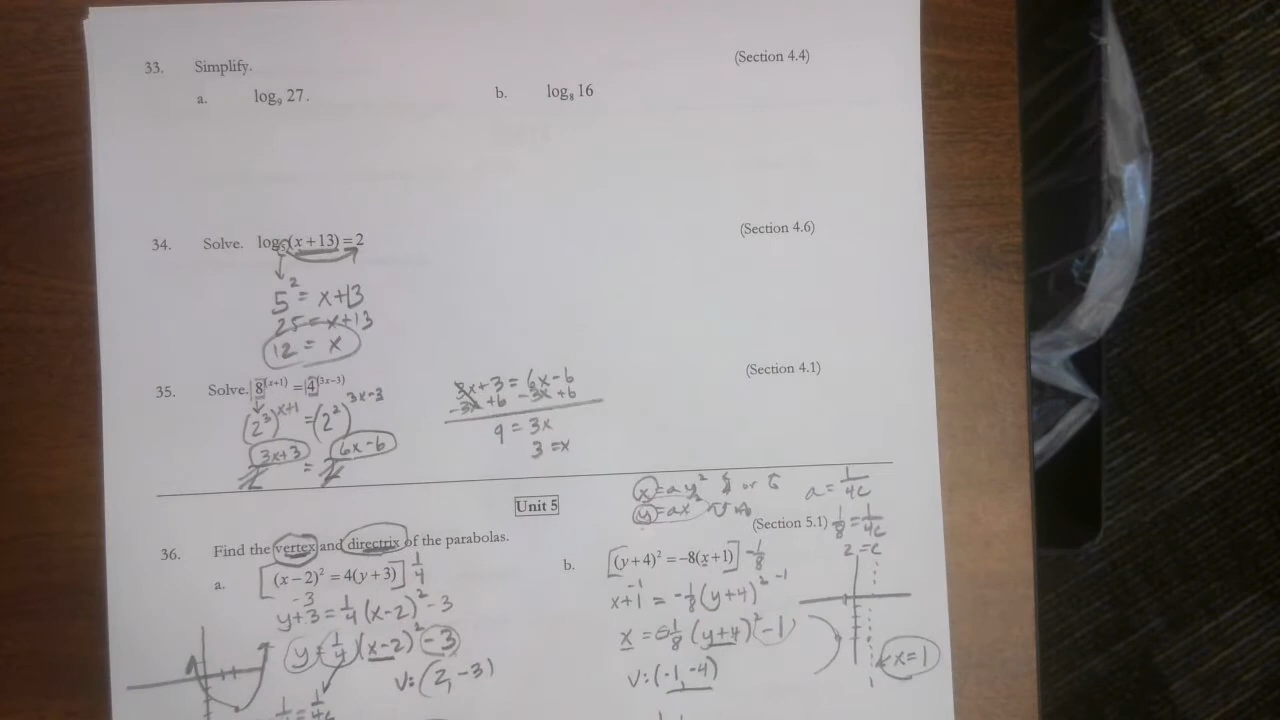 33. Simplify. (Section 4.4)
a. log₉ 27. b. log₈ 16
34. Solve. log₅(x + 13) = 2 (Section 4.6)
5² = x+13
25 = x+13
12 = x
35. Solve. 8^(x+1) = 4^(3x−3) (Section 4.1)
(2³)^x+1 = (2²)^3x−3
2^3x+3 = 2^6x−6
3x+3 = 6x−6
−3x +6 −3x +6
9 = 3x
3 = x
Unit 5
x = ay² or
y = ax²
a = 1/4c
(Section 5.1) 1/8 = 1/4c
2 = c
36. Find the vertex and directrix of the parabolas.
a. [(x − 2)² = 4(y + 3)] 1/4
−3
y+3 = 1/4 (x−2)² −3
y = 1/4 (x−2)² −3
V: (2, −3)
b. [(y + 4)² = −8(x + 1)] −1/8
−1
x+1 = −1/8 (y+4)² −1
x = −1/8 (y+4)² −1
V: (−1, −4)
x = 1